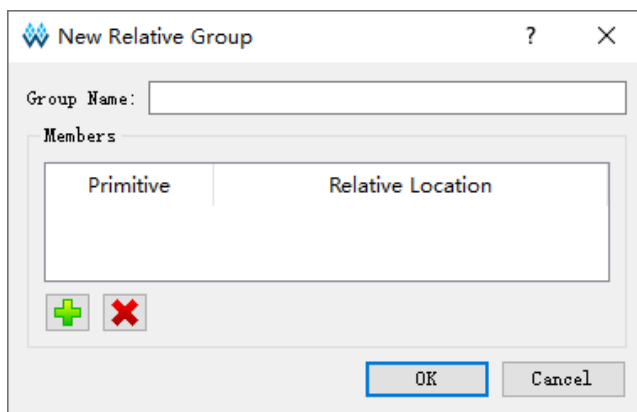 New Relative Group ?
Group Name:
Members
Primitive Relative Location
OK Cancel